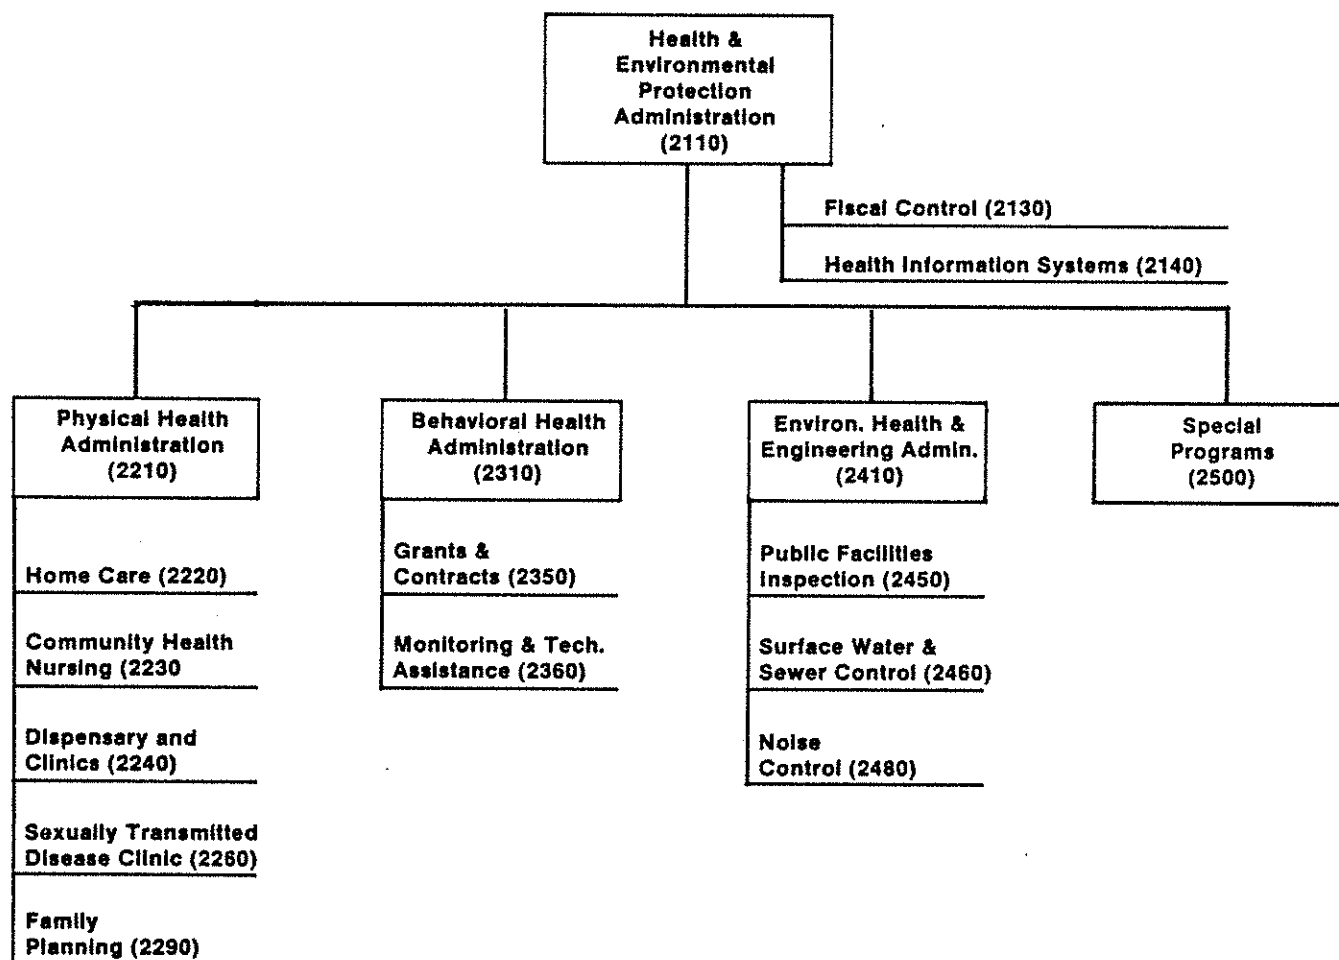 Health &
Environmental
Protection
Administration
(2110)
Fiscal Control (2130)
Health Information Systems (2140)
Physical Health
Administration
(2210)
Behavioral Health
Administration
(2310)
Environ. Health &
Engineering Admin.
(2410)
Special
Programs
(2500)
Home Care (2220)
Community Health
Nursing (2230
Dispensary and
Clinics (2240)
Sexually Transmitted
Disease Clinic (2260)
Family
Planning (2290)
Grants &
Contracts (2350)
Monitoring & Tech.
Assistance (2360)
Public Facilities
Inspection (2450)
Surface Water &
Sewer Control (2460)
Noise
Control (2480)